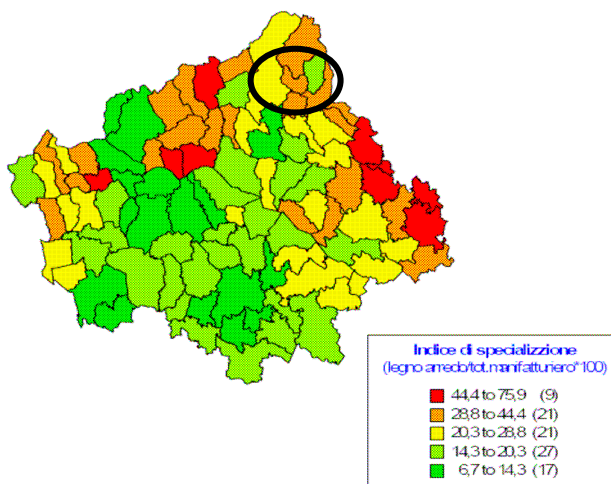 Indice di specializzione
(legno arredo/tot.manifatturiero*100)
44,4 to 75,9 (9)
28,8 to 44,4 (21)
20,3 to 28,8 (21)
14,3 to 20,3 (27)
6,7 to 14,3 (17)